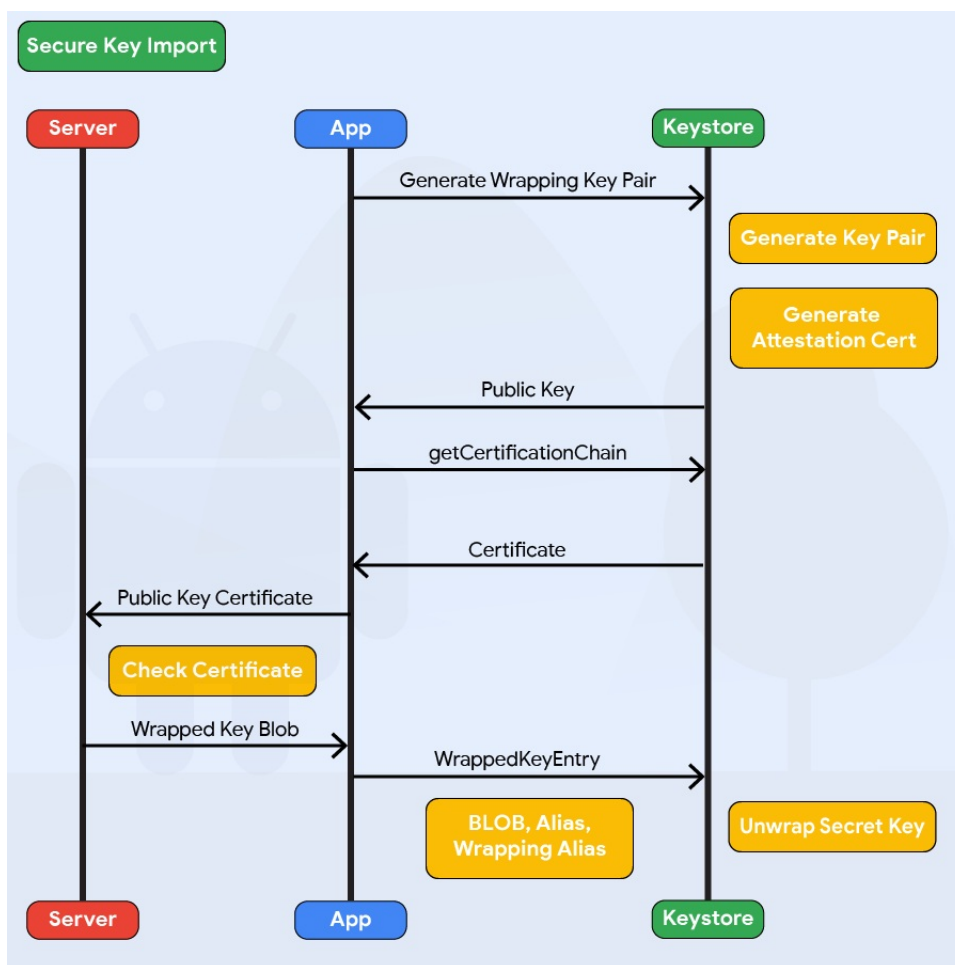 Secure Key Import
Server
App
Keystore
Generate Wrapping Key Pair
Generate Key Pair
Generate
Attestation Cert
Public Key
getCertificationChain
Certificate
Public Key Certificate
Check Certificate
Wrapped Key Blob
WrappedKeyEntry
BLOB, Alias,
Wrapping Alias
Unwrap Secret Key
Server
App
Keystore